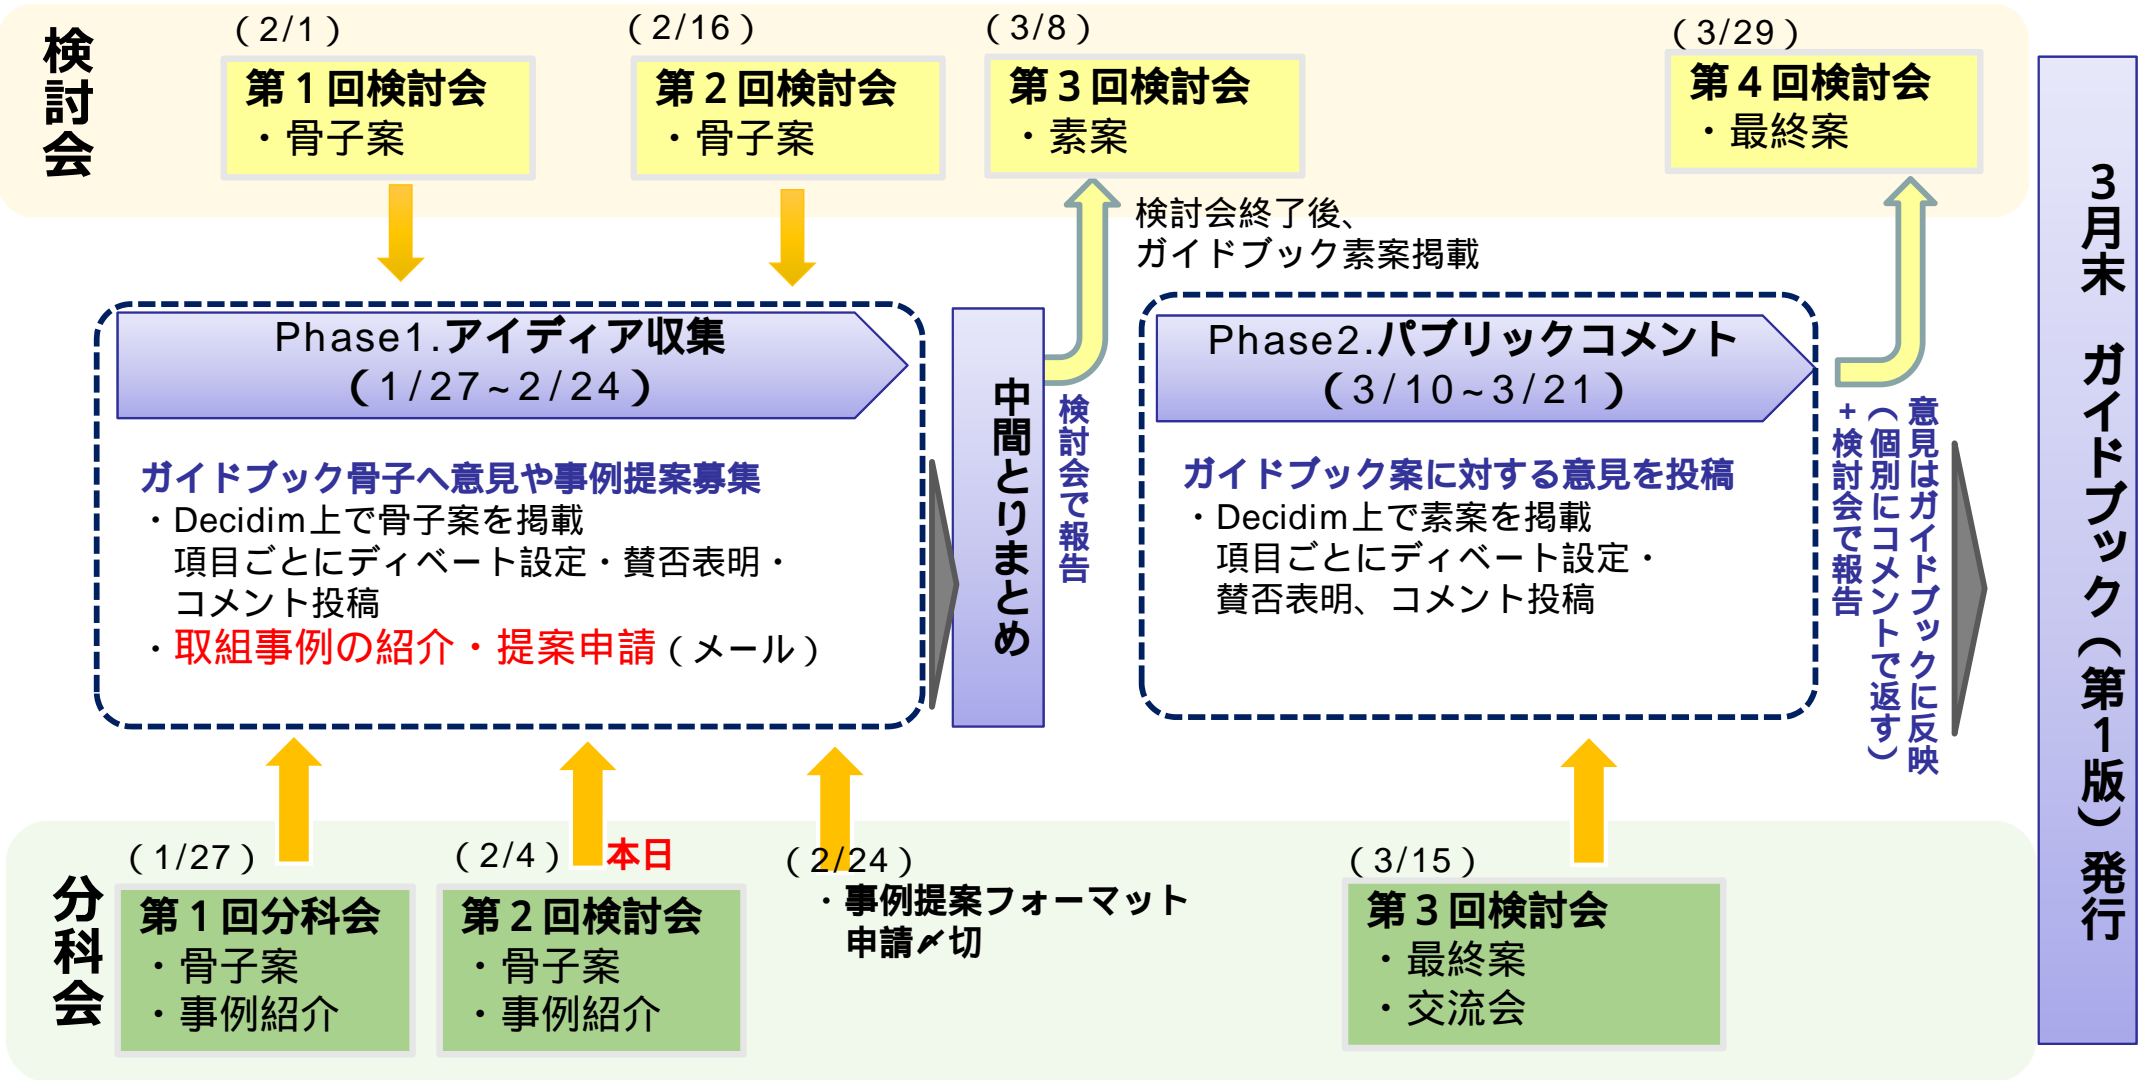 検討会
（2/1）
第１回検討会
・骨子案
（2/16）
第２回検討会
・骨子案
（3/8）
第３回検討会
・素案
（3/29）
第４回検討会
・最終案
検討会終了後、
ガイドブック素案掲載
Phase1.アイディア収集
（1/27~2/24）
ガイドブック骨子へ意見や事例提案募集
・Decidim上で骨子案を掲載
項目ごとにディベート設定・賛否表明・
コメント投稿
・取組事例の紹介・提案申請（メール）
中間とりまとめ
検討会で報告
Phase2.パブリックコメント
（3/10~3/21）
ガイドブック案に対する意見を投稿
・Decidim上で素案を掲載
項目ごとにディベート設定・
賛否表明、コメント投稿
意見はガイドブックに反映
（個別にコメントで返す）
+検討会で報告
3月末　ガイドブック（第1版）発行
分科会
（1/27）
第１回分科会
・骨子案
・事例紹介
（2/4）本日
第２回検討会
・骨子案
・事例紹介
（2/24）
・事例提案フォーマット
申請〆切
（3/15）
第３回検討会
・最終案
・交流会